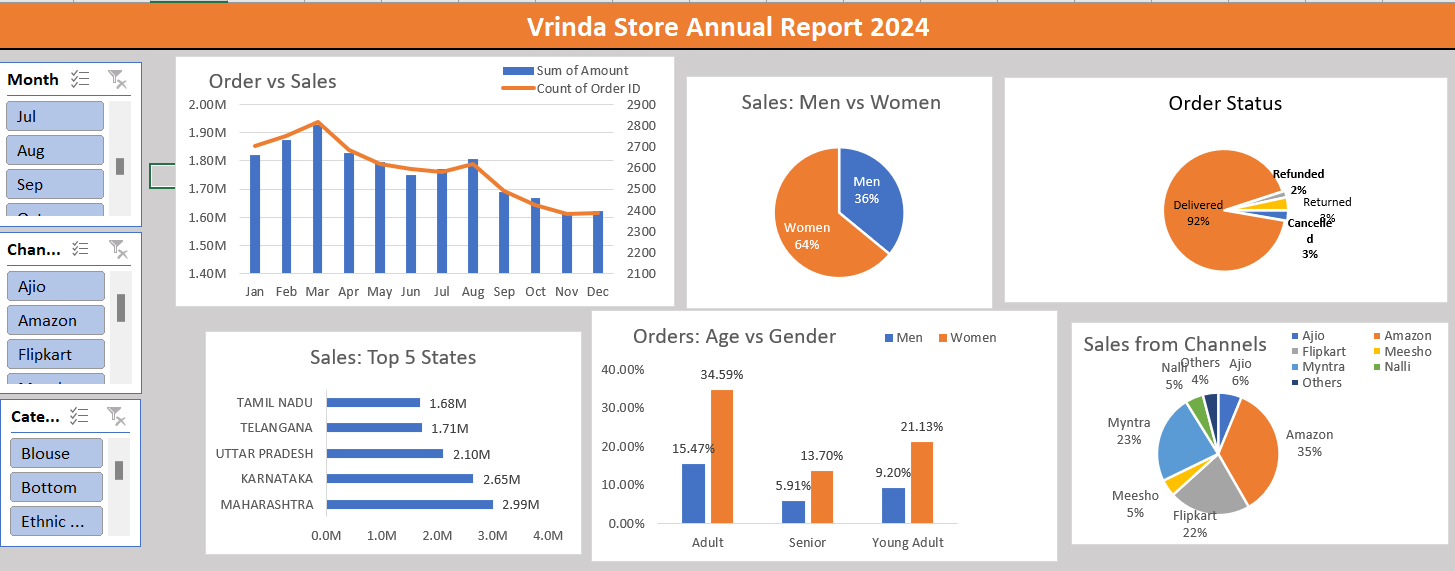 Vrinda Store Annual Report 2024
Month
Jul
Aug
Sep
Chan...
Ajio
Amazon
Flipkart
Cate...
Blouse
Bottom
Ethnic ...
Order vs Sales
Sum of Amount
Count of Order ID
2.00M
1.90M
1.80M
1.70M
1.60M
1.50M
1.40M
2900
2800
2700
2600
2500
2400
2300
2200
2100
Jan Feb Mar Apr May Jun Jul Aug Sep Oct Nov Dec
Sales: Men vs Women
Men
36%
Women
64%
Order Status
Refunded
2%
Returned
3%
Delivered
92%
Cancelle
d
3%
Sales: Top 5 States
TAMIL NADU 1.68M
TELANGANA 1.71M
UTTAR PRADESH 2.10M
KARNATAKA 2.65M
MAHARASHTRA 2.99M
0.0M 1.0M 2.0M 3.0M 4.0M
Orders: Age vs Gender
Men Women
40.00%
30.00%
20.00%
10.00%
0.00%
15.47% 34.59%
5.91% 13.70%
9.20% 21.13%
Adult Senior Young Adult
Sales from Channels
Ajio Amazon
Flipkart Meesho
Myntra Nalli
Others
Nalli
5%
Others
4%
Ajio
6%
Amazon
35%
Myntra
23%
Meesho
5%
Flipkart
22%